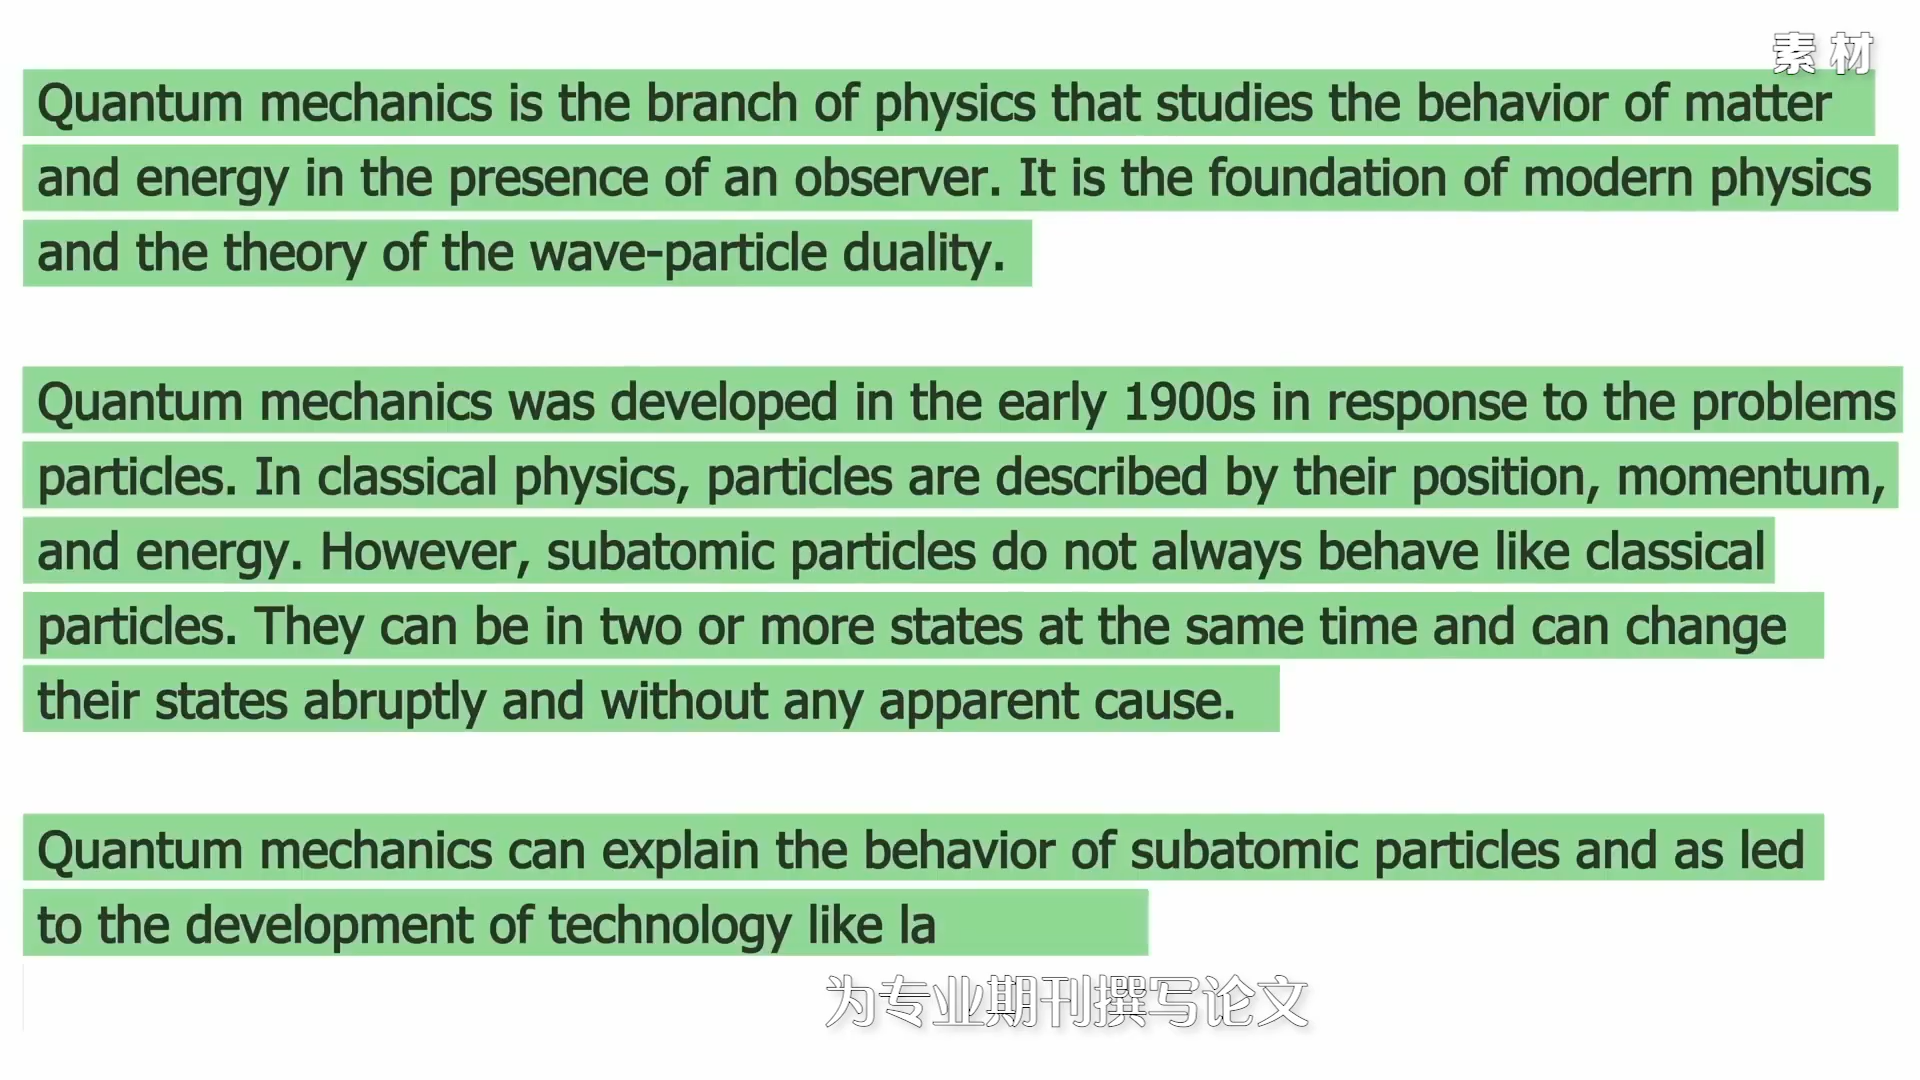 素材
Quantum mechanics is the branch of physics that studies the behavior of matter
and energy in the presence of an observer. It is the foundation of modern physics
and the theory of the wave-particle duality.
Quantum mechanics was developed in the early 1900s in response to the problems
particles. In classical physics, particles are described by their position, momentum,
and energy. However, subatomic particles do not always behave like classical
particles. They can be in two or more states at the same time and can change
their states abruptly and without any apparent cause.
Quantum mechanics can explain the behavior of subatomic particles and as led
to the development of technology like la
为专业期刊撰写论文